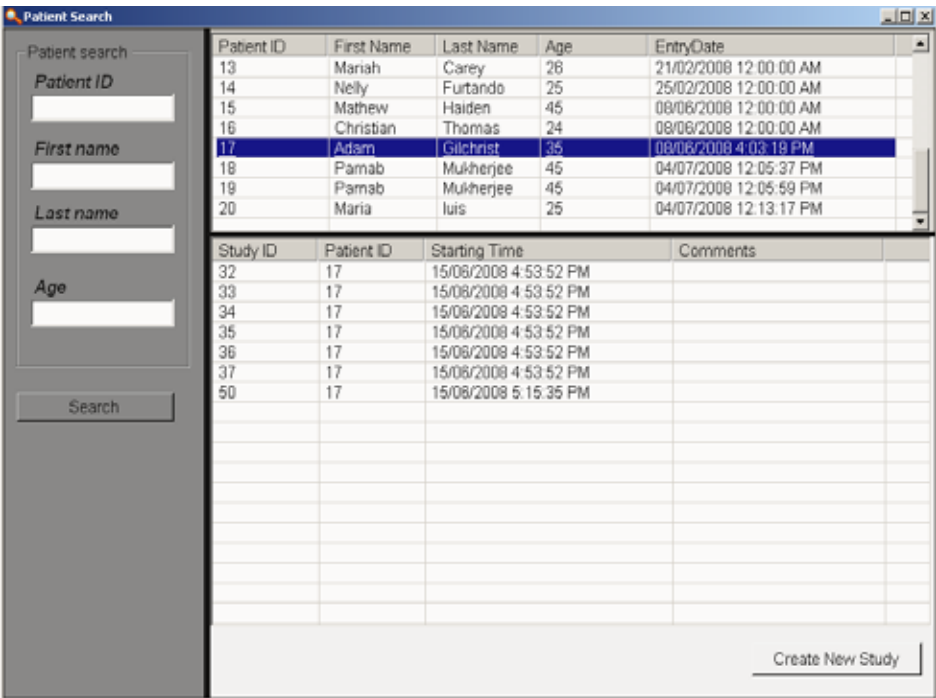 Patient Search
Patient search
Patient ID
First name
Last name
Age
Search
Patient ID First Name Last Name Age EntryDate
13 Mariah Carey 26 21/02/2008 12:00:00 AM
14 Nelly Furtando 25 25/02/2008 12:00:00 AM
15 Mathew Haiden 45 08/06/2008 12:00:00 AM
16 Christian Thomas 24 08/06/2008 12:00:00 AM
17 Adam Gilchrist 35 08/06/2008 4:03:19 PM
18 Parnab Mukherjee 45 04/07/2008 12:05:37 PM
19 Parnab Mukherjee 45 04/07/2008 12:05:59 PM
20 Maria luis 25 04/07/2008 12:13:17 PM
Study ID Patient ID Starting Time Comments
32 17 15/06/2008 4:53:52 PM
33 17 15/06/2008 4:53:52 PM
34 17 15/06/2008 4:53:52 PM
35 17 15/06/2008 4:53:52 PM
36 17 15/06/2008 4:53:52 PM
37 17 15/06/2008 4:53:52 PM
50 17 15/06/2008 5:15:35 PM
Create New Study